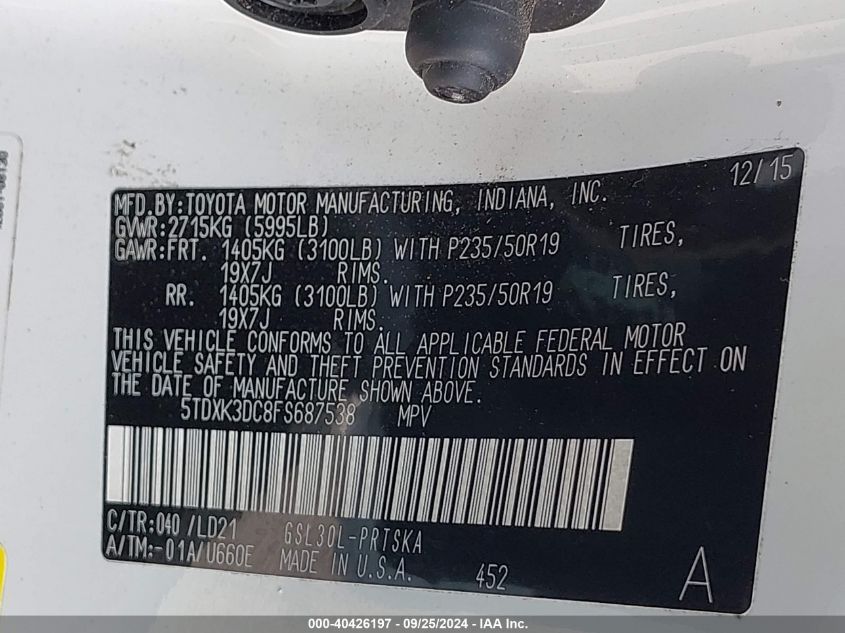 12/15
MFD.BY:TOYOTA MOTOR MANUFACTURING, INDIANA, INC.
GVWR:2715KG (5995LB)
GAWR:FRT. 1405KG (3100LB) WITH P235/50R19 TIRES,
19X7J RIMS.
RR. 1405KG (3100LB) WITH P235/50R19 TIRES,
19X7J RIMS.
THIS VEHICLE CONFORMS TO ALL APPLICABLE FEDERAL MOTOR
VEHICLE SAFETY AND THEFT PREVENTION STANDARDS IN EFFECT ON
THE DATE OF MANUFACTURE SHOWN ABOVE.
5TDXK3DC8FS687538 MPV
C/TR:040 /LD21 GSL30L-PRTSKA
A/TM:-01A/U660E MADE IN U.S.A. 452 A
000-40426197 - 09/25/2024 - IAA Inc.